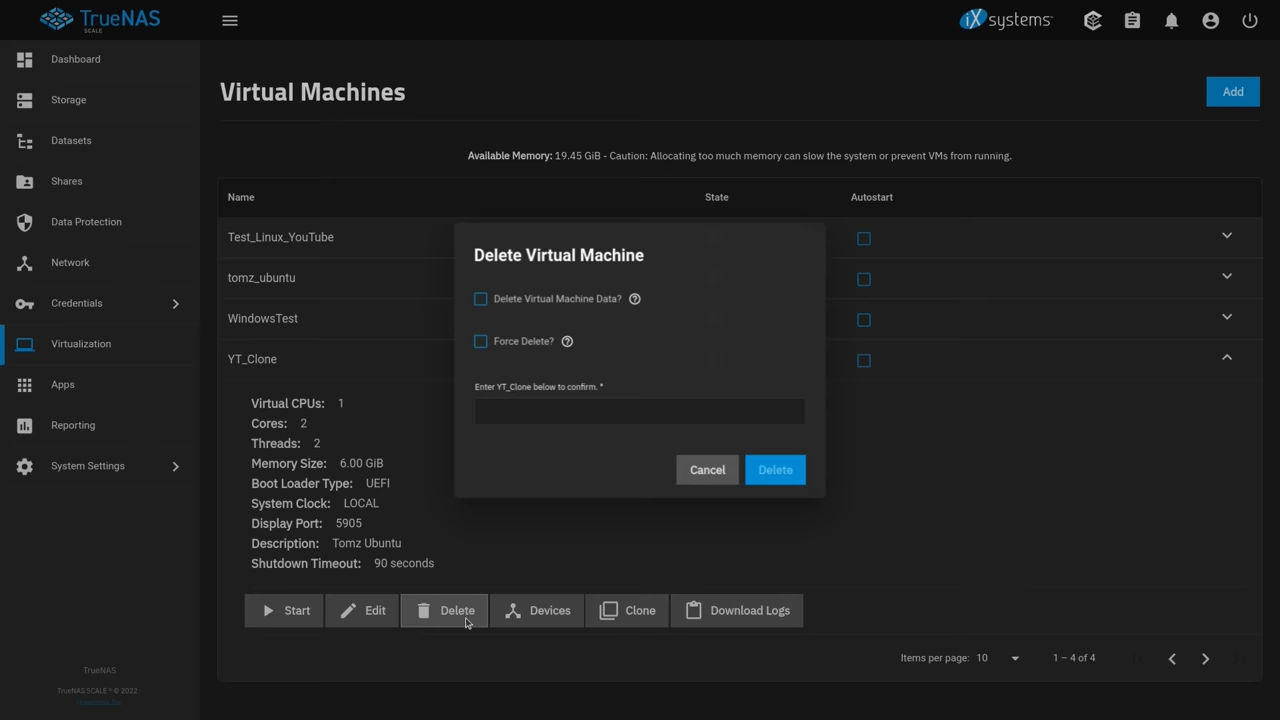 TrueNAS
SCALE
iXsystems
Dashboard
Storage
Datasets
Shares
Data Protection
Network
Credentials
Virtualization
Apps
Reporting
System Settings
TrueNAS
TrueNAS SCALE ® © 2022
Virtual Machines
Add
Available Memory: 19.45 GiB - Caution: Allocating too much memory can slow the system or prevent VMs from running.
Name State Autostart
Test_Linux_YouTube
tomz_ubuntu
WindowsTest
YT_Clone
Virtual CPUs: 1
Cores: 2
Threads: 2
Memory Size: 6.00 GiB
Boot Loader Type: UEFI
System Clock: LOCAL
Display Port: 5905
Description: Tomz Ubuntu
Shutdown Timeout: 90 seconds
Start Edit Delete Devices Clone Download Logs
Items per page: 10 1 – 4 of 4
Delete Virtual Machine
Delete Virtual Machine Data?
Force Delete?
Enter YT_Clone below to confirm. *
Cancel Delete